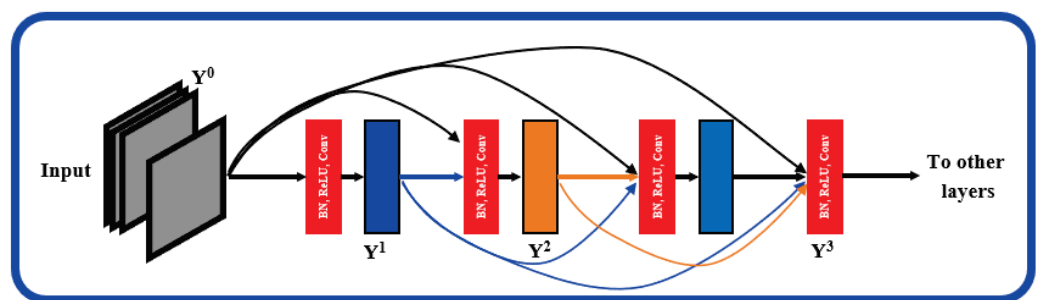 Y⁰
Input
BN, ReLU, Conv
BN, ReLU, Conv
BN, ReLU, Conv
BN, ReLU, Conv
To other
layers
Y¹
Y²
Y³